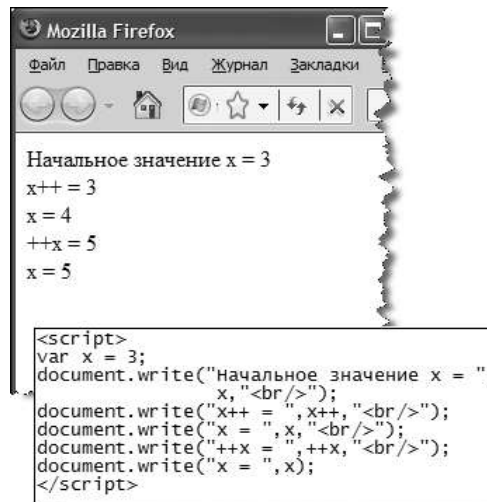 Mozilla Firefox
Файл Правка Вид Журнал Закладки
Начальное значение x = 3
x++ = 3
x = 4
++x = 5
x = 5
<script>
var x = 3;
document.write("Начальное значение x = "
x,"<br/>");
document.write("x++ = ",x++,"<br/>");
document.write("x = ",x,"<br/>");
document.write("++x = ",++x,"<br/>");
document.write("x = ",x);
</script>